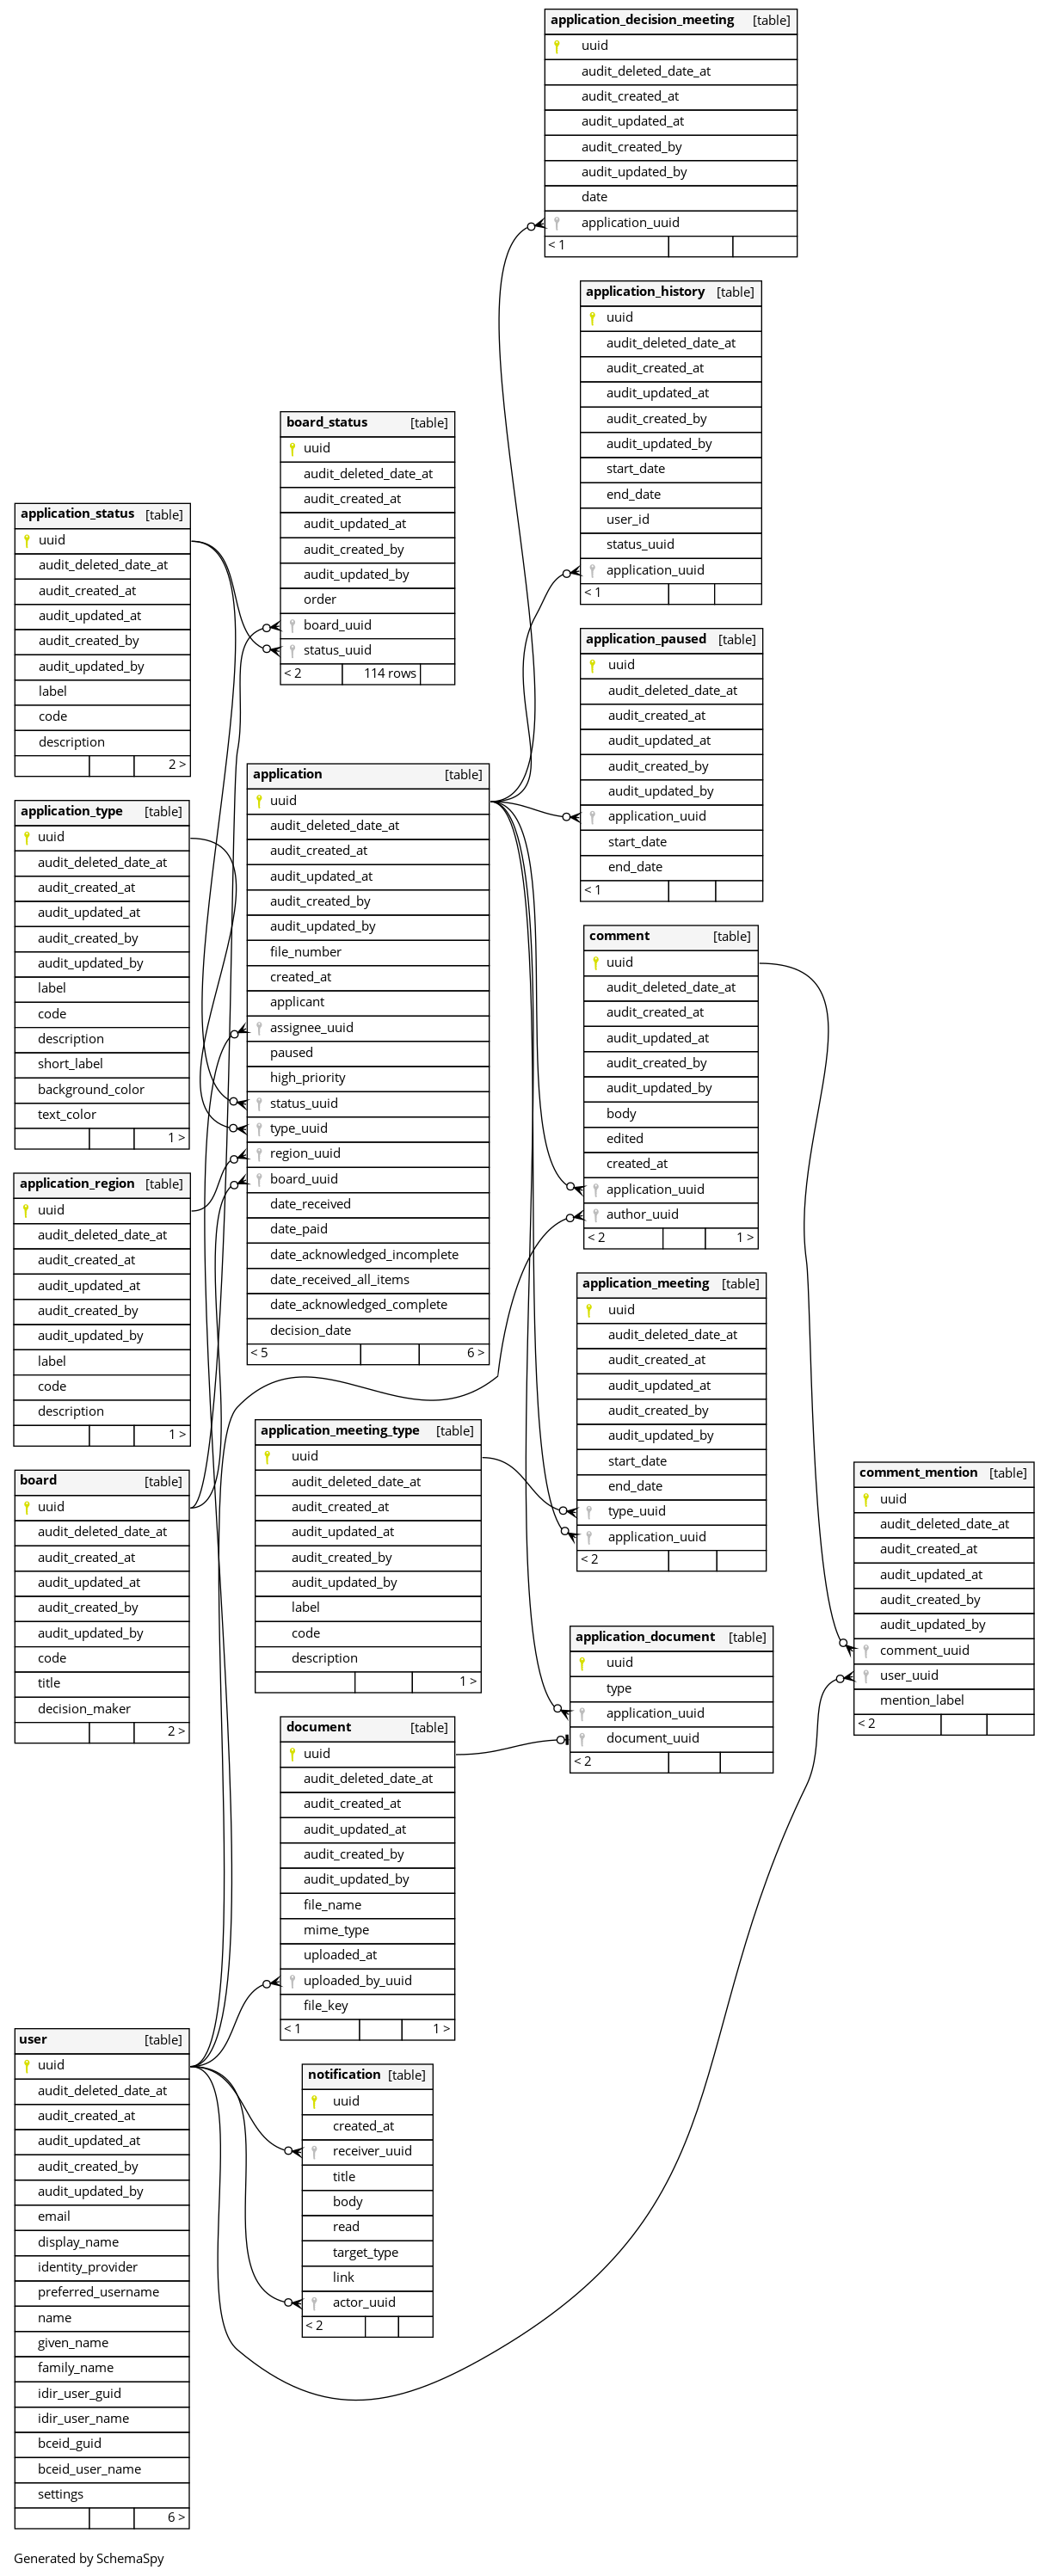 application_decision_meeting [table]
uuid
audit_deleted_date_at
audit_created_at
audit_updated_at
audit_created_by
audit_updated_by
date
application_uuid
< 1
application_history [table]
uuid
audit_deleted_date_at
audit_created_at
audit_updated_at
audit_created_by
audit_updated_by
start_date
end_date
user_id
status_uuid
application_uuid
< 1
board_status [table]
uuid
audit_deleted_date_at
audit_created_at
audit_updated_at
audit_created_by
audit_updated_by
order
board_uuid
status_uuid
< 2 114 rows
application_status [table]
uuid
audit_deleted_date_at
audit_created_at
audit_updated_at
audit_created_by
audit_updated_by
label
code
description
2 >
application_paused [table]
uuid
audit_deleted_date_at
audit_created_at
audit_updated_at
audit_created_by
audit_updated_by
application_uuid
start_date
end_date
< 1
application [table]
uuid
audit_deleted_date_at
audit_created_at
audit_updated_at
audit_created_by
audit_updated_by
file_number
created_at
applicant
assignee_uuid
paused
high_priority
status_uuid
type_uuid
region_uuid
board_uuid
date_received
date_paid
date_acknowledged_incomplete
date_received_all_items
date_acknowledged_complete
decision_date
< 5 6 >
application_type [table]
uuid
audit_deleted_date_at
audit_created_at
audit_updated_at
audit_created_by
audit_updated_by
label
code
description
short_label
background_color
text_color
1 >
comment [table]
uuid
audit_deleted_date_at
audit_created_at
audit_updated_at
audit_created_by
audit_updated_by
body
edited
created_at
application_uuid
author_uuid
< 2 1 >
application_region [table]
uuid
audit_deleted_date_at
audit_created_at
audit_updated_at
audit_created_by
audit_updated_by
label
code
description
1 >
application_meeting [table]
uuid
audit_deleted_date_at
audit_created_at
audit_updated_at
audit_created_by
audit_updated_by
start_date
end_date
type_uuid
application_uuid
< 2
application_meeting_type [table]
uuid
audit_deleted_date_at
audit_created_at
audit_updated_at
audit_created_by
audit_updated_by
label
code
description
1 >
comment_mention [table]
uuid
audit_deleted_date_at
audit_created_at
audit_updated_at
audit_created_by
audit_updated_by
comment_uuid
user_uuid
mention_label
< 2
board [table]
uuid
audit_deleted_date_at
audit_created_at
audit_updated_at
audit_created_by
audit_updated_by
code
title
decision_maker
2 >
application_document [table]
uuid
type
application_uuid
document_uuid
< 2
document [table]
uuid
audit_deleted_date_at
audit_created_at
audit_updated_at
audit_created_by
audit_updated_by
file_name
mime_type
uploaded_at
uploaded_by_uuid
file_key
< 1 1 >
user [table]
uuid
audit_deleted_date_at
audit_created_at
audit_updated_at
audit_created_by
audit_updated_by
email
display_name
identity_provider
preferred_username
name
given_name
family_name
idir_user_guid
idir_user_name
bceid_guid
bceid_user_name
settings
6 >
notification [table]
uuid
created_at
receiver_uuid
title
body
read
target_type
link
actor_uuid
< 2
Generated by SchemaSpy